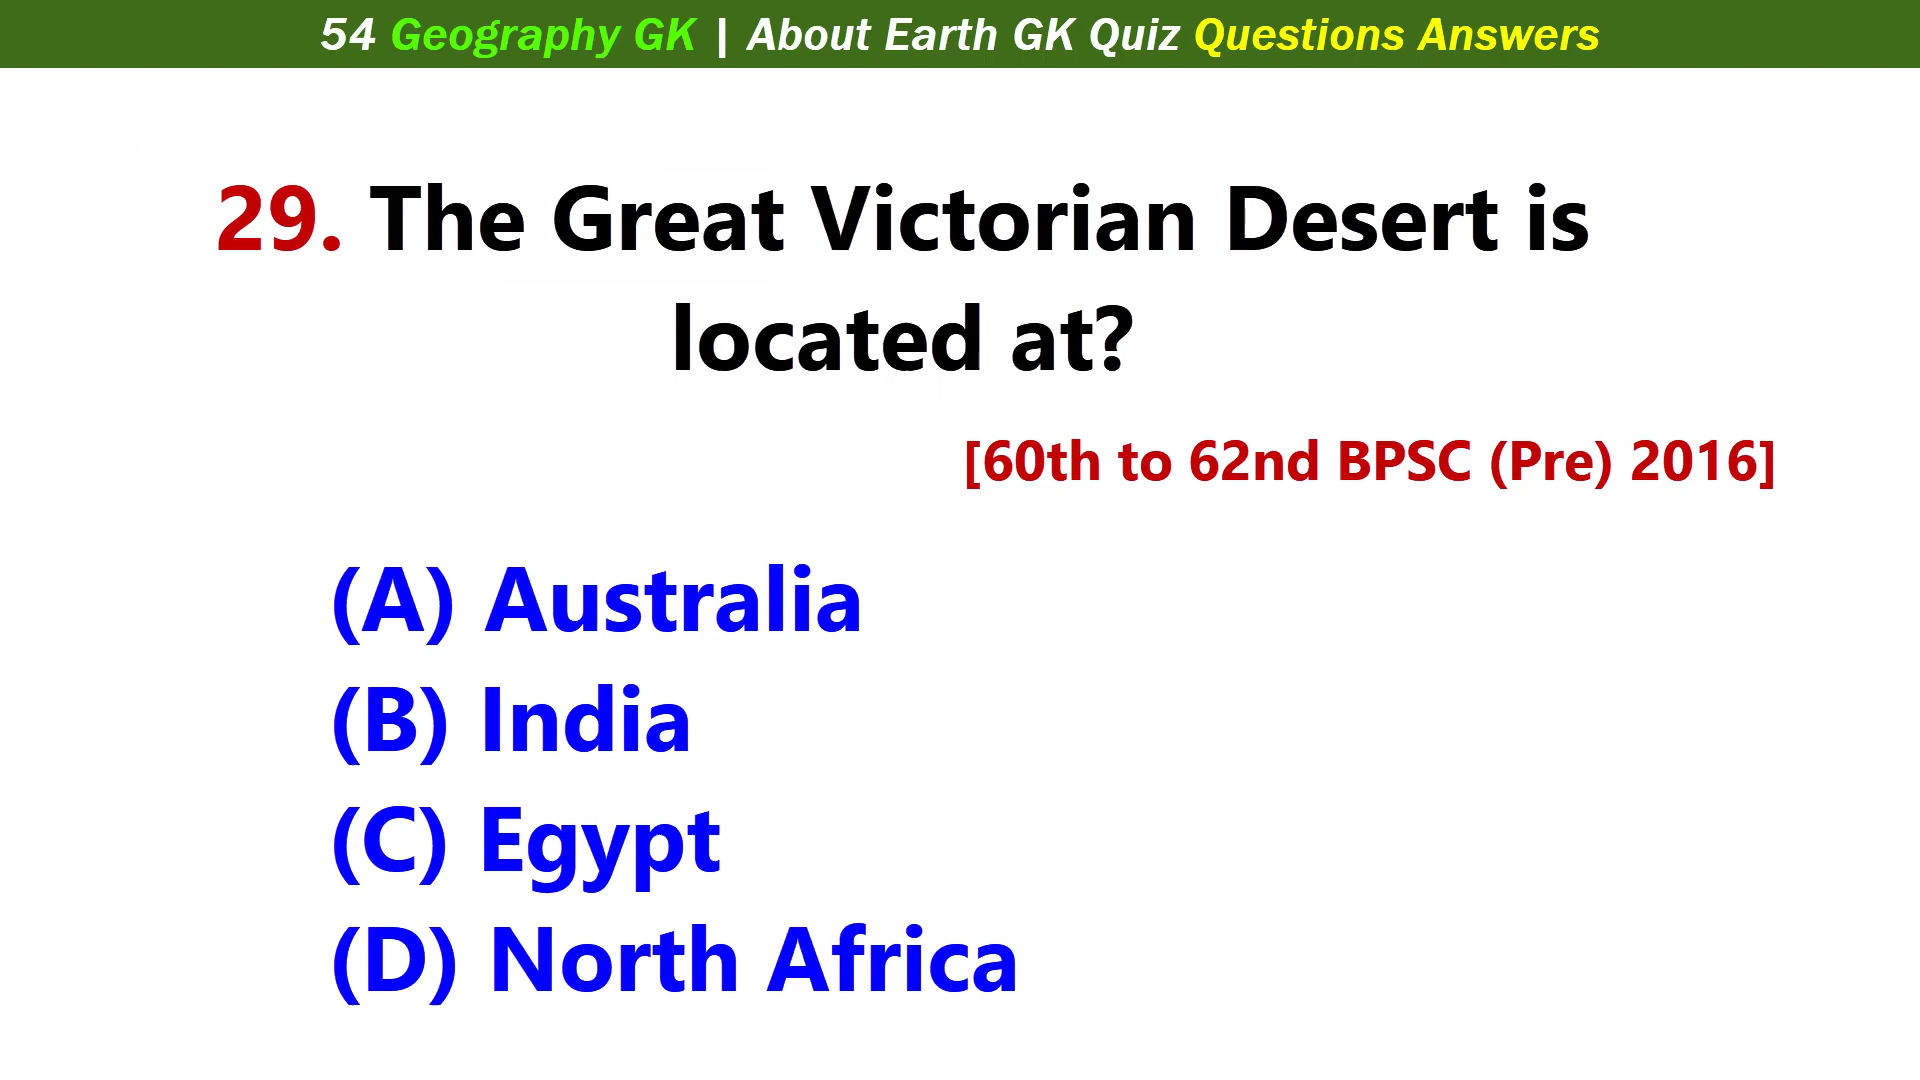 54 Geography GK | About Earth GK Quiz Questions Answers
29. The Great Victorian Desert is
located at?
[60th to 62nd BPSC (Pre) 2016]
(A) Australia
(B) India
(C) Egypt
(D) North Africa